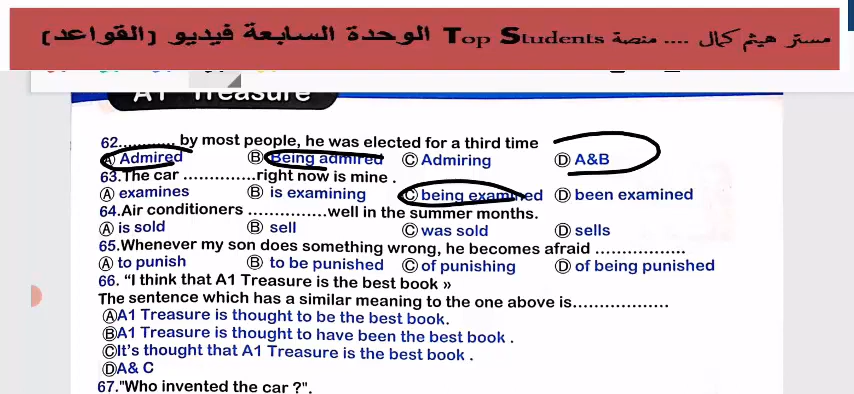 مستر هيثم كمال .... منصة Top Students الوحدة السابعة فيديو (القواعد)
A1 Treasure
62............ by most people, he was elected for a third time
Ⓐ Admired Ⓑ Being admired Ⓒ Admiring Ⓓ A&B
63.The car ..............right now is mine .
Ⓐ examines Ⓑ is examining Ⓒ being examined Ⓓ been examined
64.Air conditioners ...............well in the summer months.
Ⓐ is sold Ⓑ sell Ⓒ was sold Ⓓ sells
65.Whenever my son does something wrong, he becomes afraid .................
Ⓐ to punish Ⓑ to be punished Ⓒ of punishing Ⓓ of being punished
66. “I think that A1 Treasure is the best book »
The sentence which has a similar meaning to the one above is..................
ⒶA1 Treasure is thought to be the best book.
ⒷA1 Treasure is thought to have been the best book .
ⒸIt’s thought that A1 Treasure is the best book .
ⒹA& C
67."Who invented the car ?".